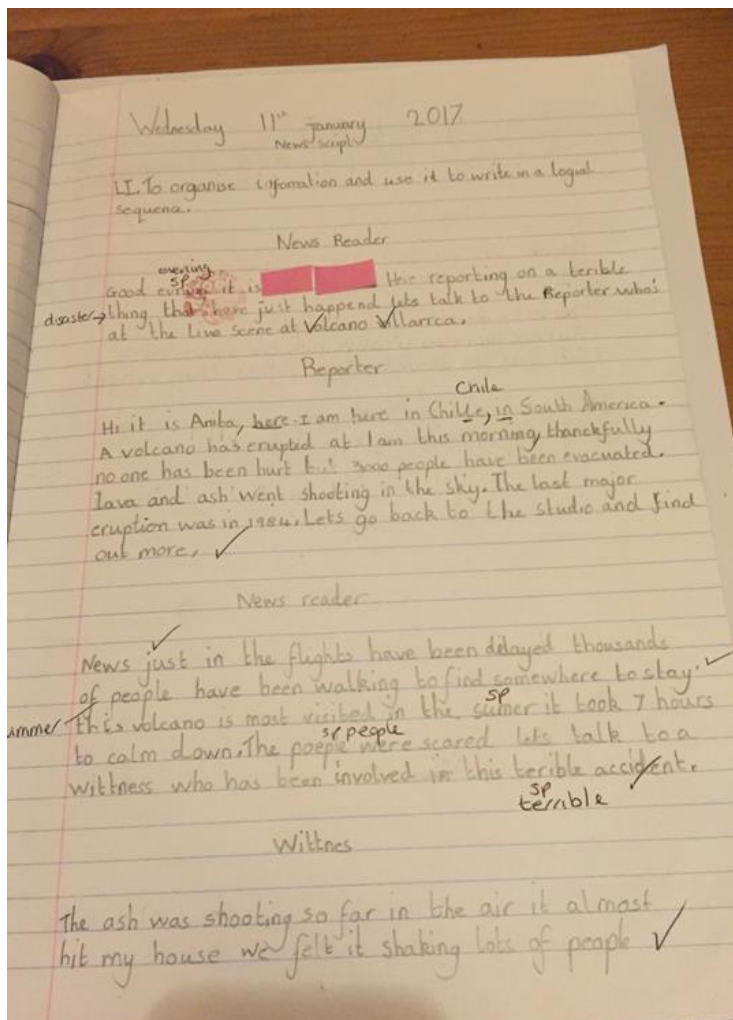 Wednesday 11th January 2017
News script
LI. To organise infomation and use it to write in a logial
sequence.
News Reader
evening
sp
Good it is Here reporting on a terible
disaster → thing that have just happend lets talk to the Reporter who's
at the Live scene at Volcano Villarrca.
Reporter
Chile
Hi it is Amba, here. I am here in Chille, in South America.
A volcano has erupted at 1am this morning, thanckfully
no one has been hurt but 3000 people have been evacuated.
lava and ash went shooting in the sky. The last major
eruption was in 1984. Lets go back to the studio and find
out more.
News reader
News just in the flights have been delayed thousands
of people have been walking to find somewhere to stay.
sp
ummer this volcano is most visited in the sumer it took 7 hours
sp people
to calm down. The poeple were scared lets talk to a
wittness who has been involved in this terible accident.
sp
terrible
Wittnes
The ash was shooting so far in the air it almost
hit my house we felt it shaking lots of people